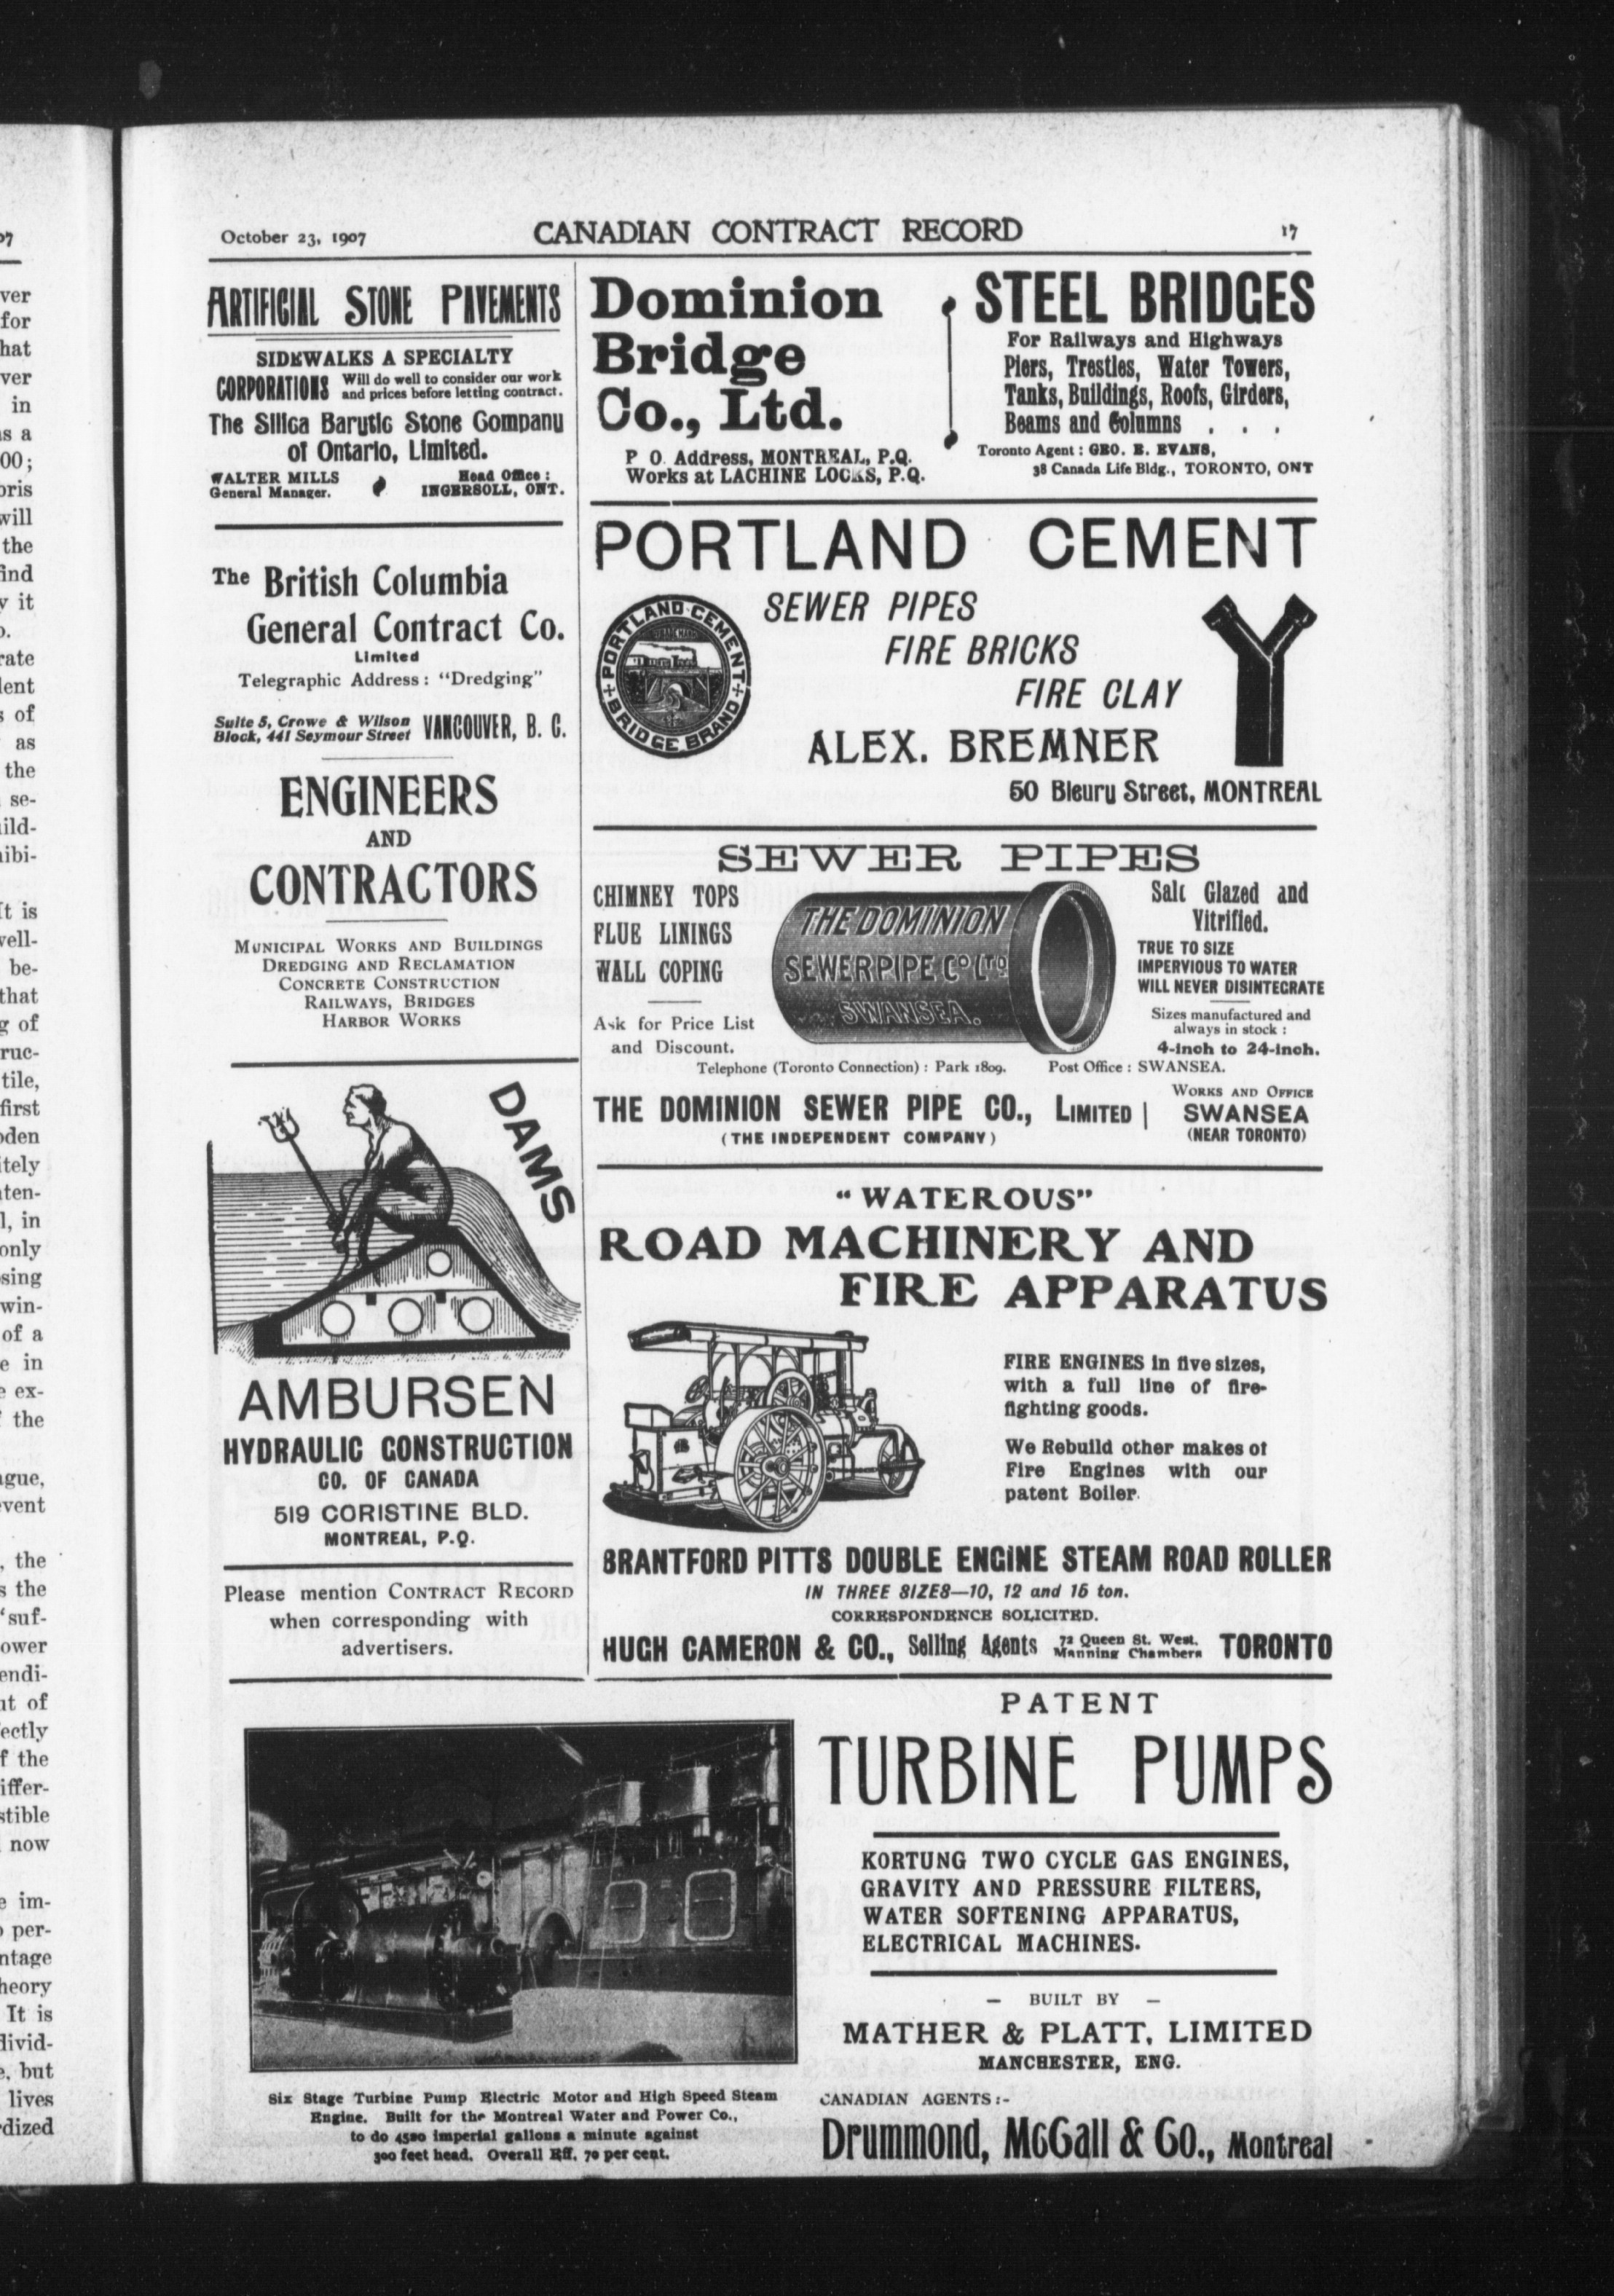 October 23, 1907
CANADIAN CONTRACT RECORD
17
ARTIFICIAL STONE PAVEMENTS
SIDEWALKS A SPECIALTY
CORPORATIONS Will do well to consider our work
and prices before letting contract.
The Silica Barytic Stone Company
of Ontario, Limited.
WALTER MILLS
General Manager.
Head Office:
INGERSOLL, ONT.
The British Columbia
General Contract Co.
Limited
Telegraphic Address: "Dredging"
Suite 5, Crowe & Wilson
Block, 441 Seymour Street
VANCOUVER, B. C.
ENGINEERS
AND
CONTRACTORS
MUNICIPAL WORKS AND BUILDINGS
DREDGING AND RECLAMATION
CONCRETE CONSTRUCTION
RAILWAYS, BRIDGES
HARBOR WORKS
DAMS
AMBURSEN
HYDRAULIC CONSTRUCTION
CO. OF CANADA
519 CORISTINE BLD.
MONTREAL, P.Q.
Please mention CONTRACT RECORD
when corresponding with
advertisers.
Dominion
Bridge
Co., Ltd.
P O. Address, MONTREAL, P.Q.
Works at LACHINE LOCKS, P.Q.
STEEL BRIDGES
For Railways and Highways
Piers, Trestles, Water Towers,
Tanks, Buildings, Roofs, Girders,
Beams and Columns . . .
Toronto Agent: GEO. E. EVANS,
38 Canada Life Bldg., TORONTO, ONT
PORTLAND CEMENT
PORTLAND CEMENT
TRADE MARK
BRIDGE BRAND
SEWER PIPES
FIRE BRICKS
FIRE CLAY
ALEX. BREMNER
50 Bleury Street, MONTREAL
SEWER PIPES
CHIMNEY TOPS
FLUE LININGS
WALL COPING
Ask for Price List
and Discount.
THE DOMINION
SEWER PIPE CO. LTD
SWANSEA.
Salt Glazed and
Vitrified.
TRUE TO SIZE
IMPERVIOUS TO WATER
WILL NEVER DISINTEGRATE
Sizes manufactured and
always in stock:
4-inch to 24-inch.
Telephone (Toronto Connection): Park 1809.
Post Office: SWANSEA.
THE DOMINION SEWER PIPE CO., LIMITED
(THE INDEPENDENT COMPANY)
WORKS AND OFFICE
SWANSEA
(NEAR TORONTO)
"WATEROUS"
ROAD MACHINERY AND
FIRE APPARATUS
FIRE ENGINES in five sizes,
with a full line of fire-
fighting goods.
We Rebuild other makes of
Fire Engines with our
patent Boiler.
BRANTFORD PITTS DOUBLE ENGINE STEAM ROAD ROLLER
IN THREE SIZES—10, 12 and 15 ton.
CORRESPONDENCE SOLICITED.
HUGH CAMERON & CO., Selling Agents 72 Queen St. West.
Manning Chambers
TORONTO
Six Stage Turbine Pump Electric Motor and High Speed Steam
Engine. Built for the Montreal Water and Power Co.,
to do 4520 imperial gallons a minute against
300 feet head. Overall Eff. 70 per cent.
PATENT
TURBINE PUMPS
KORTUNG TWO CYCLE GAS ENGINES,
GRAVITY AND PRESSURE FILTERS,
WATER SOFTENING APPARATUS,
ELECTRICAL MACHINES.
— BUILT BY —
MATHER & PLATT, LIMITED
MANCHESTER, ENG.
CANADIAN AGENTS:-
Drummond, McCall & Co., Montreal